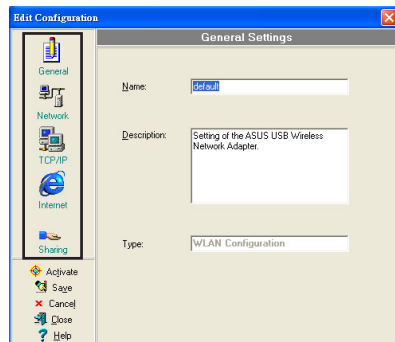 Edit Configuration
General Settings
General
Network
TCP/IP
Internet
Sharing
Activate
Save
Cancel
Close
Help
Name:
default
Description:
Setting of the ASUS USB Wireless
Network Adapter.
Type:
WLAN Configuration